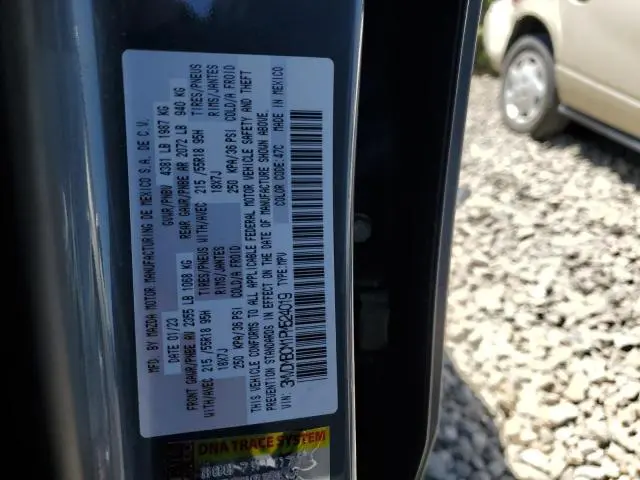 MFD. BY MAZDA MOTOR MANUFACTURING DE MEXICO S.A. DE C.V.
DATE 01/23 GVWR/PNBV 4381 LB 1987 KG
FRONT GAWR/PNBE AV 2355 LB 1068 KG REAR GAWR/PNBE AR 2072 LB 940 KG
WITH/AVEC 215 /55R18 95H TIRES/PNEUS WITH/AVEC 215 /55R18 95H TIRES/PNEUS
18X7J RIMS/JANTES 18X7J RIMS/JANTES
250 KPA/36 PSI COLD/A FROID 250 KPA/36 PSI COLD/A FROID
THIS VEHICLE CONFORMS TO ALL APPLICABLE FEDERAL MOTOR VEHICLE SAFETY AND THEFT
PREVENTION STANDARDS IN EFFECT ON THE DATE OF MANUFACTURE SHOWN ABOVE.
VIN: 3MVDMBCM1PM524019 TYPE:MPV COLOR CODE:47C MADE IN MEXICO
DNA TRACE SYSTEM